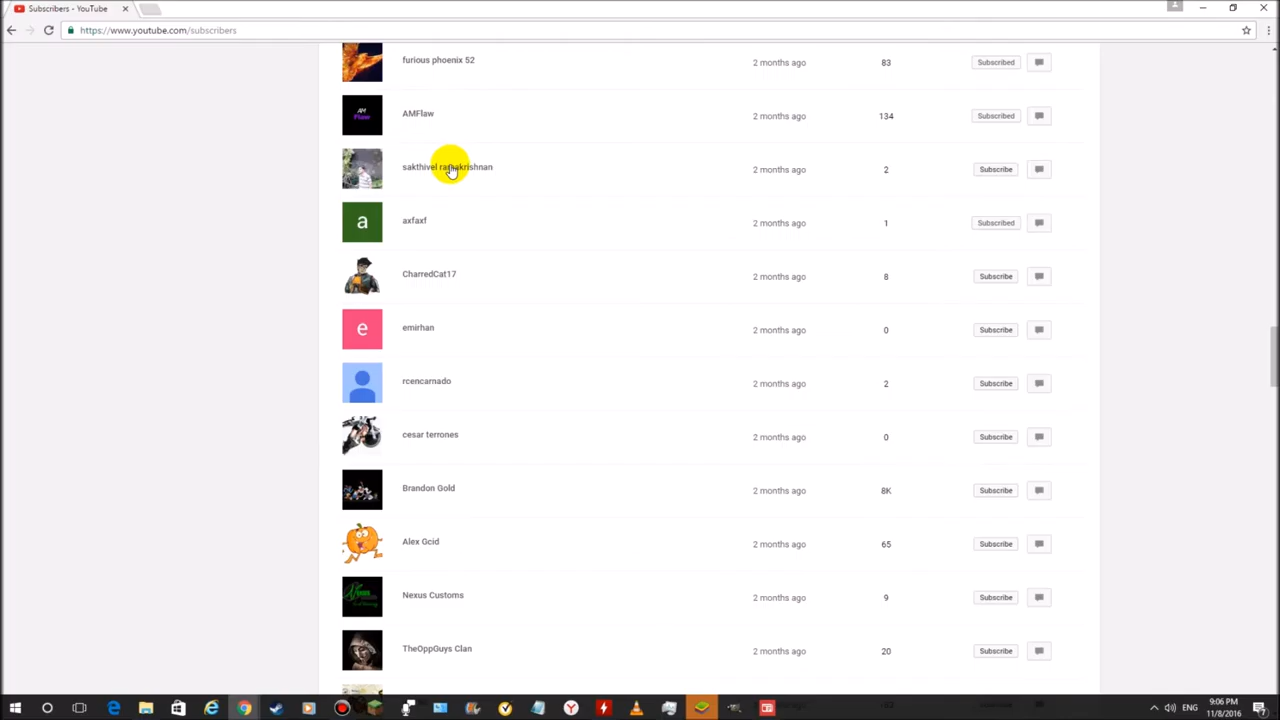 Subscribers - YouTube
https://www.youtube.com/subscribers
furious phoenix 52 2 months ago 83 Subscribed
AM Flaw
AMFlaw 2 months ago 134 Subscribed
sakthivel ramakrishnan 2 months ago 2 Subscribe
a axfaxf 2 months ago 1 Subscribed
CharredCat17 2 months ago 8 Subscribe
e emirhan 2 months ago 0 Subscribe
rcencarnado 2 months ago 2 Subscribe
cesar terrones 2 months ago 0 Subscribe
Brandon Gold 2 months ago 8K Subscribe
Alex Gcid 2 months ago 65 Subscribe
Nexus Customs 2 months ago 9 Subscribe
TheOppGuys Clan 2 months ago 20 Subscribe
ENG 9:06 PM
11/8/2016